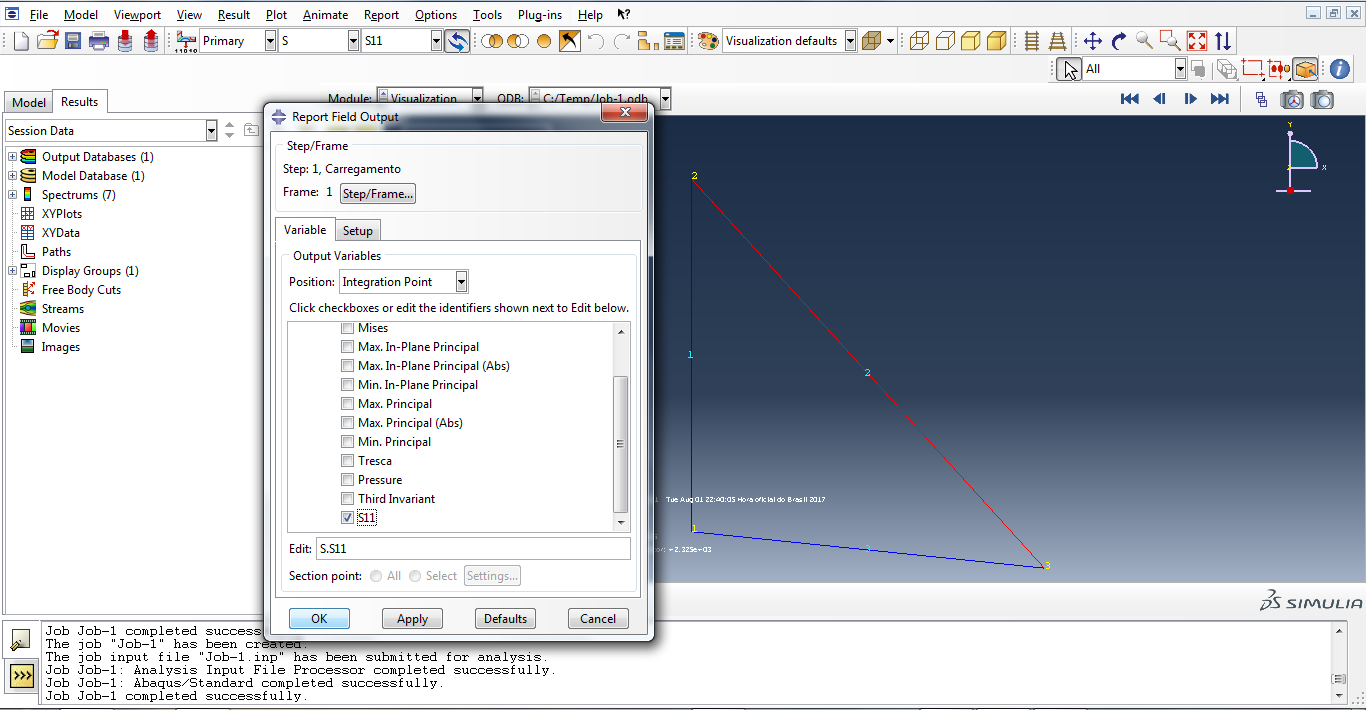 File Model Viewport View Result Plot Animate Report Options Tools Plug-ins Help
Primary S S11 Visualization defaults
All
Model Results Module: Visualization ODB: C:/Temp/Job-1.odb
Session Data
Output Databases (1)
Model Database (1)
Spectrums (7)
XYPlots
XYData
Paths
Display Groups (1)
Free Body Cuts
Streams
Movies
Images
Report Field Output
Step/Frame
Step: 1, Carregamento
Frame: 1 Step/Frame...
Variable Setup
Output Variables
Position: Integration Point
Click checkboxes or edit the identifiers shown next to Edit below.
Mises
Max. In-Plane Principal
Max. In-Plane Principal (Abs)
Min. In-Plane Principal
Max. Principal
Max. Principal (Abs)
Min. Principal
Tresca
Pressure
Third Invariant
S11
Edit: S.S11
Section point: All Select Settings...
OK Apply Defaults Cancel
Y
X
2
1
2
Tue Aug 01 22:40:05 Hora oficial do Brasil 2017
1
+2.325e+03
3
SIMULIA
Job Job-1 completed success
The job "Job-1" has been created.
The job input file "Job-1.inp" has been submitted for analysis.
Job Job-1: Analysis Input File Processor completed successfully.
Job Job-1: Abaqus/Standard completed successfully.
Job Job-1 completed successfully.